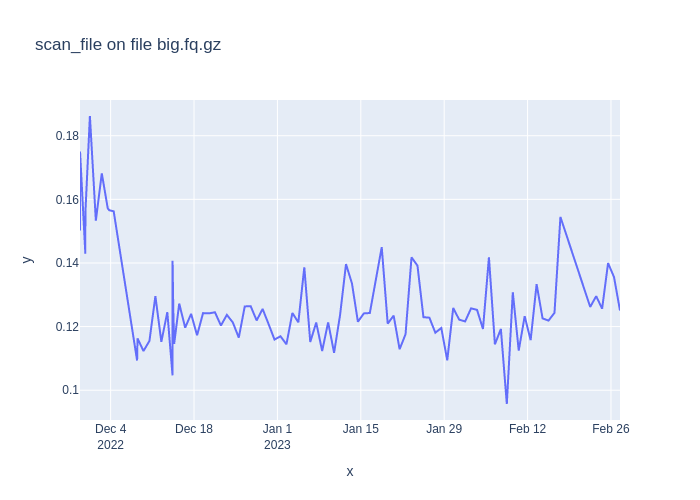 scan_file on file big.fq.gz
0.18
0.16
0.14
0.12
0.1
y
Dec 4
2022
Dec 18
Jan 1
2023
Jan 15
Jan 29
Feb 12
Feb 26
x